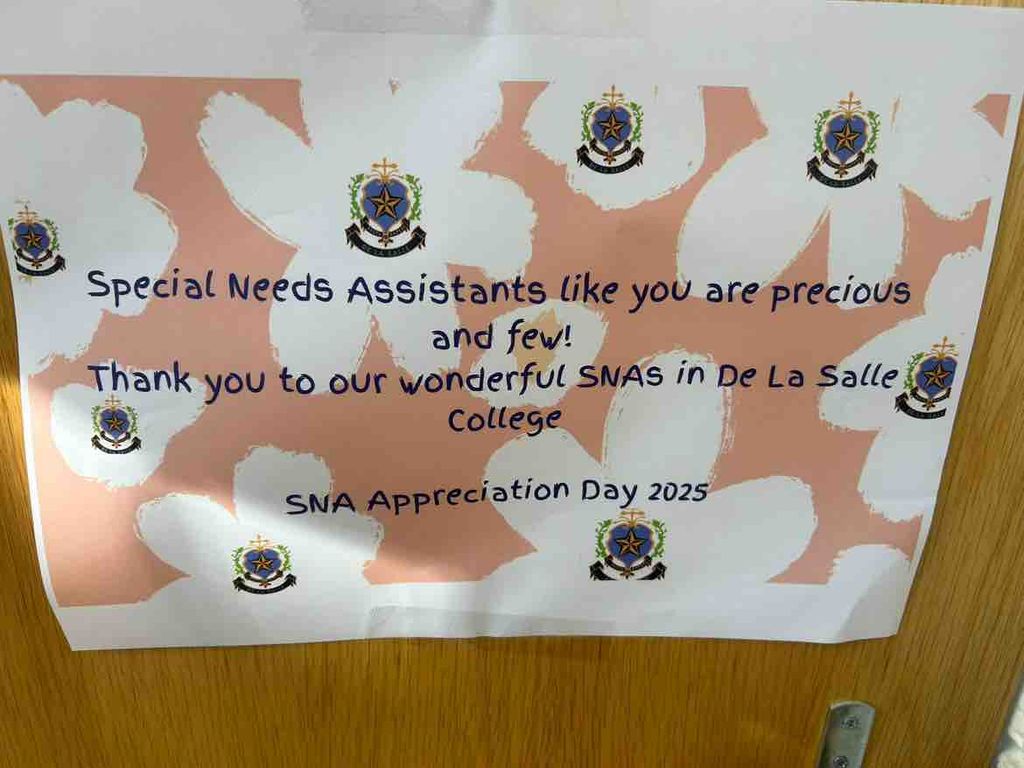 Special Needs Assistants like you are precious
and few!
Thank you to our wonderful SNAs in De La Salle
College
SNA Appreciation Day 2025